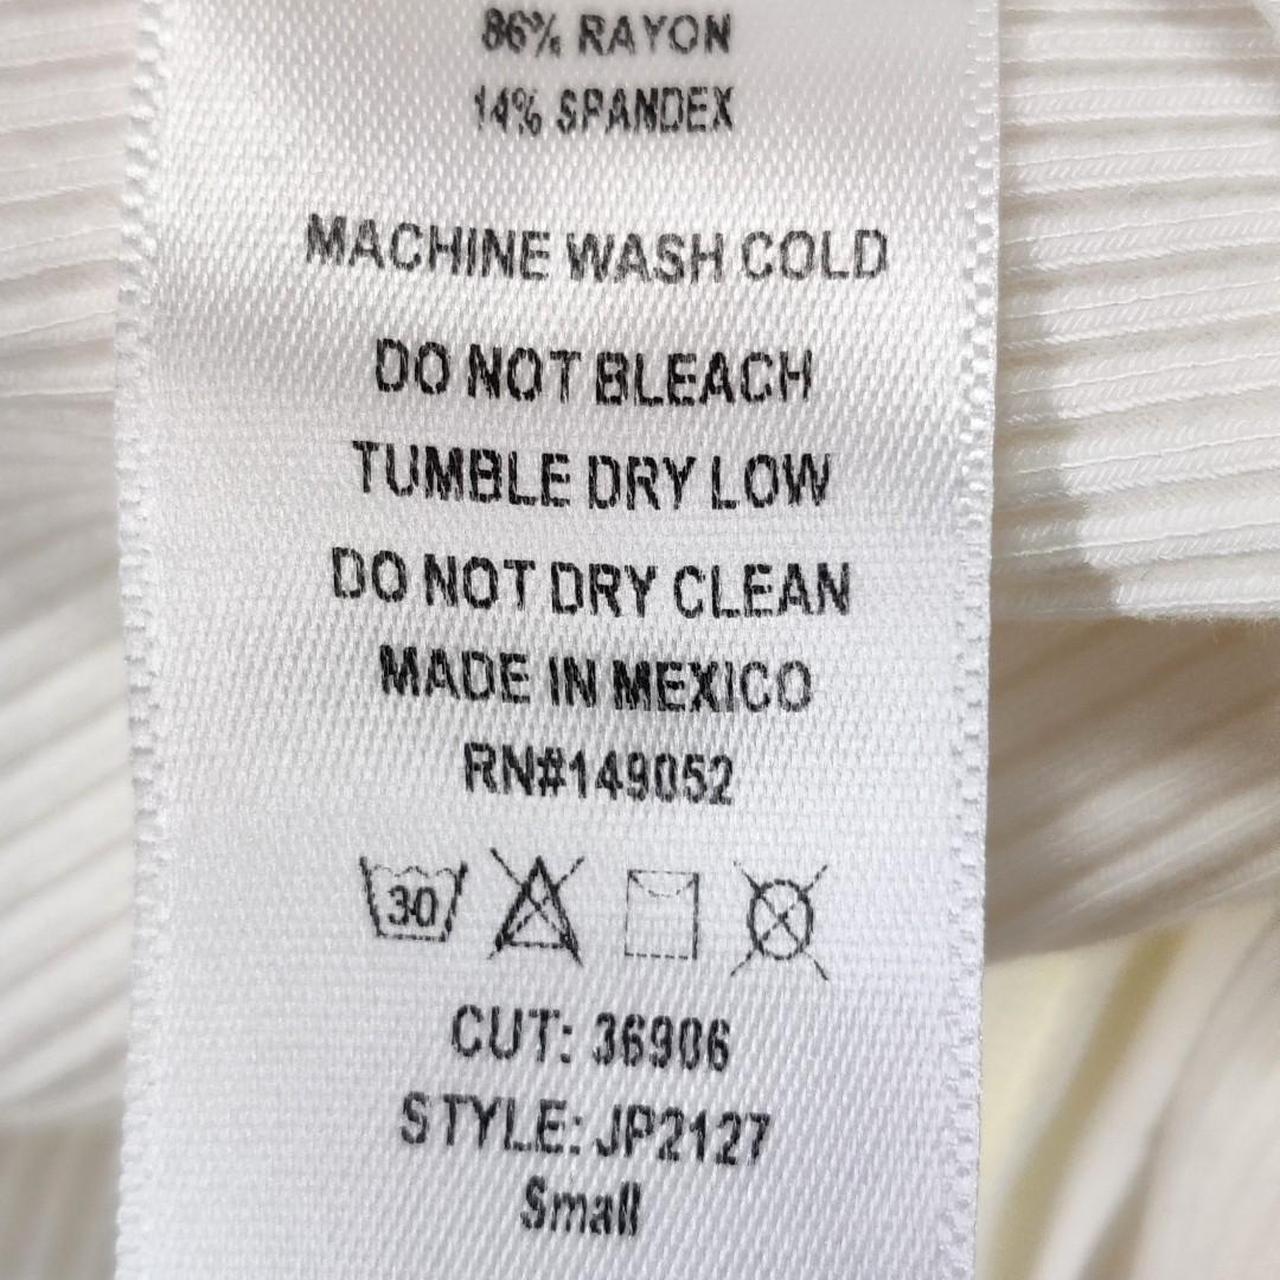 86% RAYON
14% SPANDEX
MACHINE WASH COLD
DO NOT BLEACH
TUMBLE DRY LOW
DO NOT DRY CLEAN
MADE IN MEXICO
RN#149052
30
CUT: 36906
STYLE: JP2127
Small